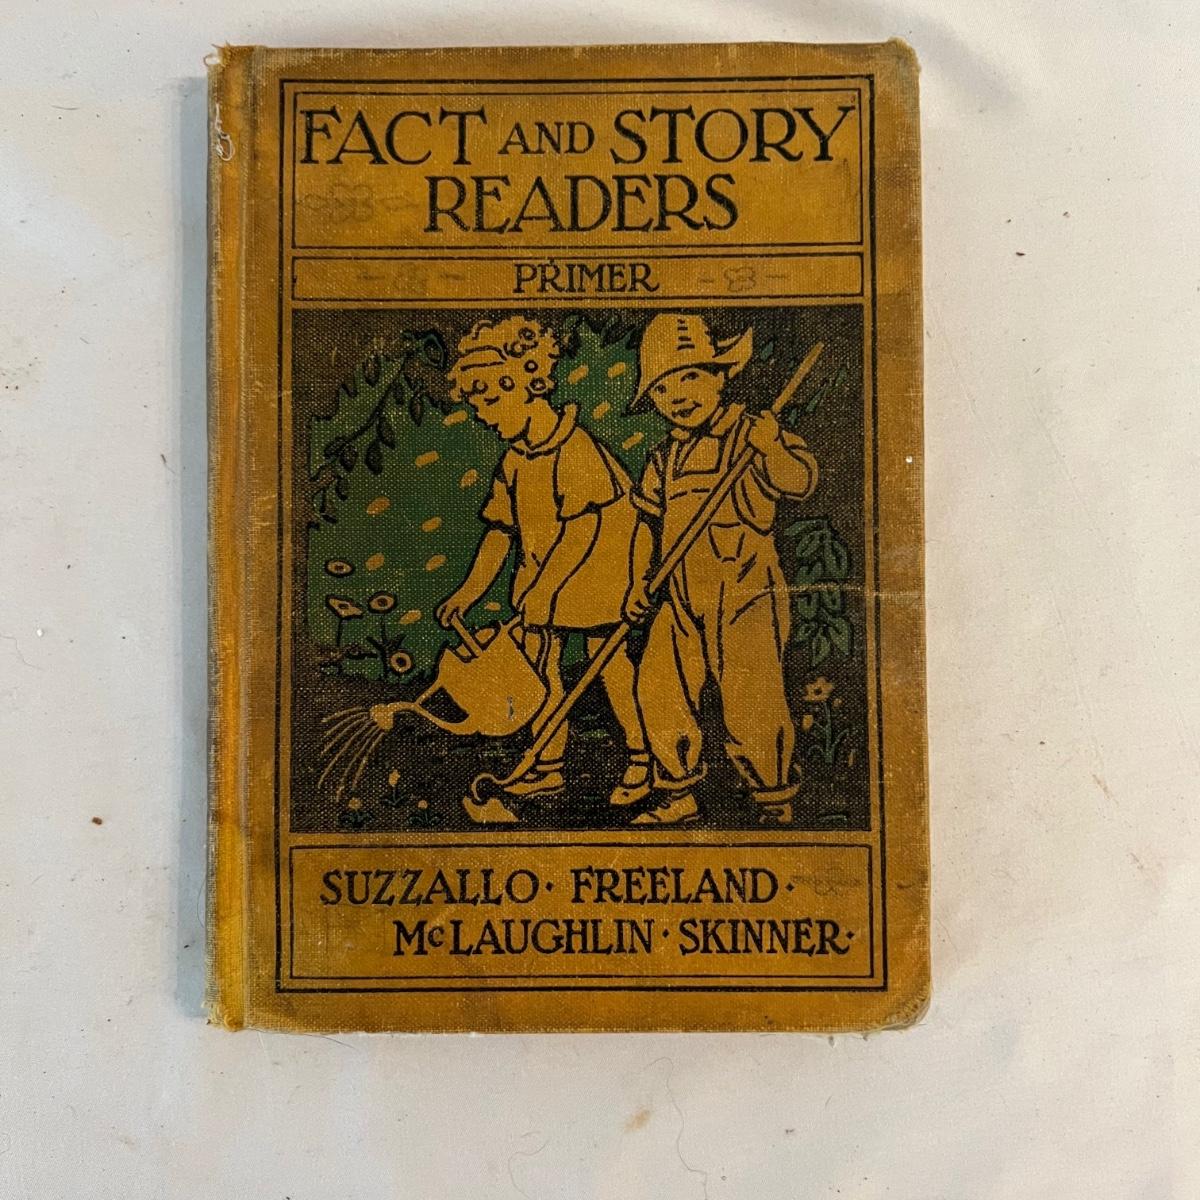 FACT AND STORY
READERS
PRIMER
SUZZALLO · FREELAND ·
McLAUGHLIN · SKINNER ·